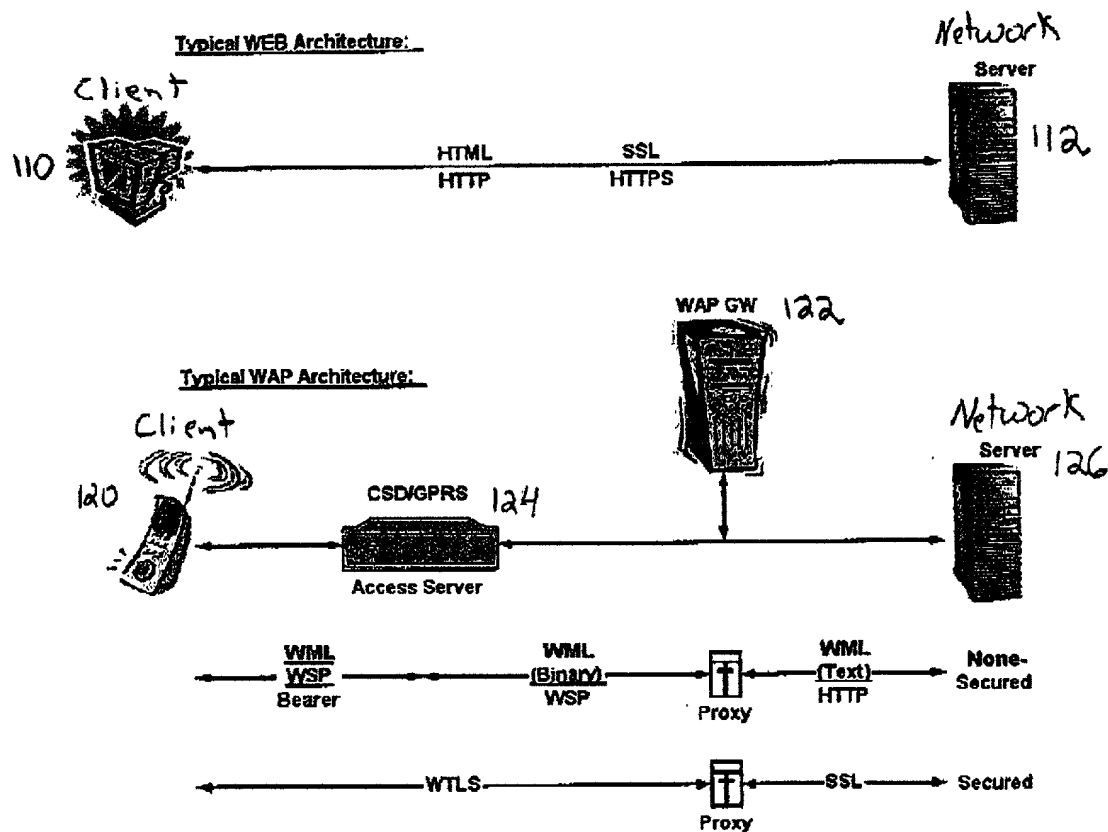 Typical WEB Architecture:
Network
Server
Client
110
112
HTML
HTTP
SSL
HTTPS
WAP GW
122
Typical WAP Architecture:
Client
Network
Server
126
120
CSD/GPRS
124
Access Server
WML
WSP
Bearer
WML
(Binary)
WSP
Proxy
WML
(Text)
HTTP
None-
Secured
WTLS
Proxy
SSL
Secured